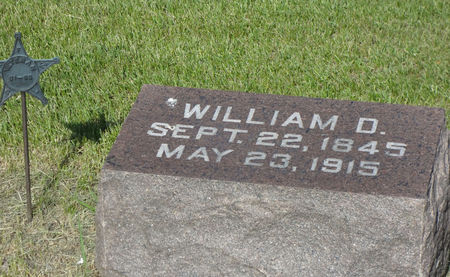 WILLIAM D.
SEPT. 22, 1845
MAY 23, 1915